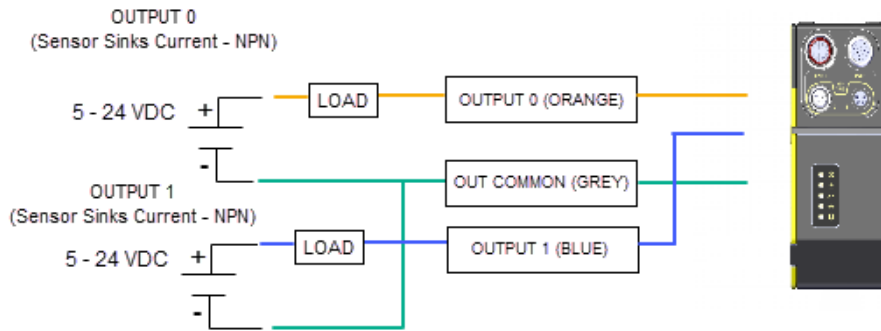 OUTPUT 0
(Sensor Sinks Current - NPN)
5 - 24 VDC
+
-
LOAD
OUTPUT 0 (ORANGE)
OUT COMMON (GREY)
OUTPUT 1
(Sensor Sinks Current - NPN)
5 - 24 VDC
+
-
LOAD
OUTPUT 1 (BLUE)